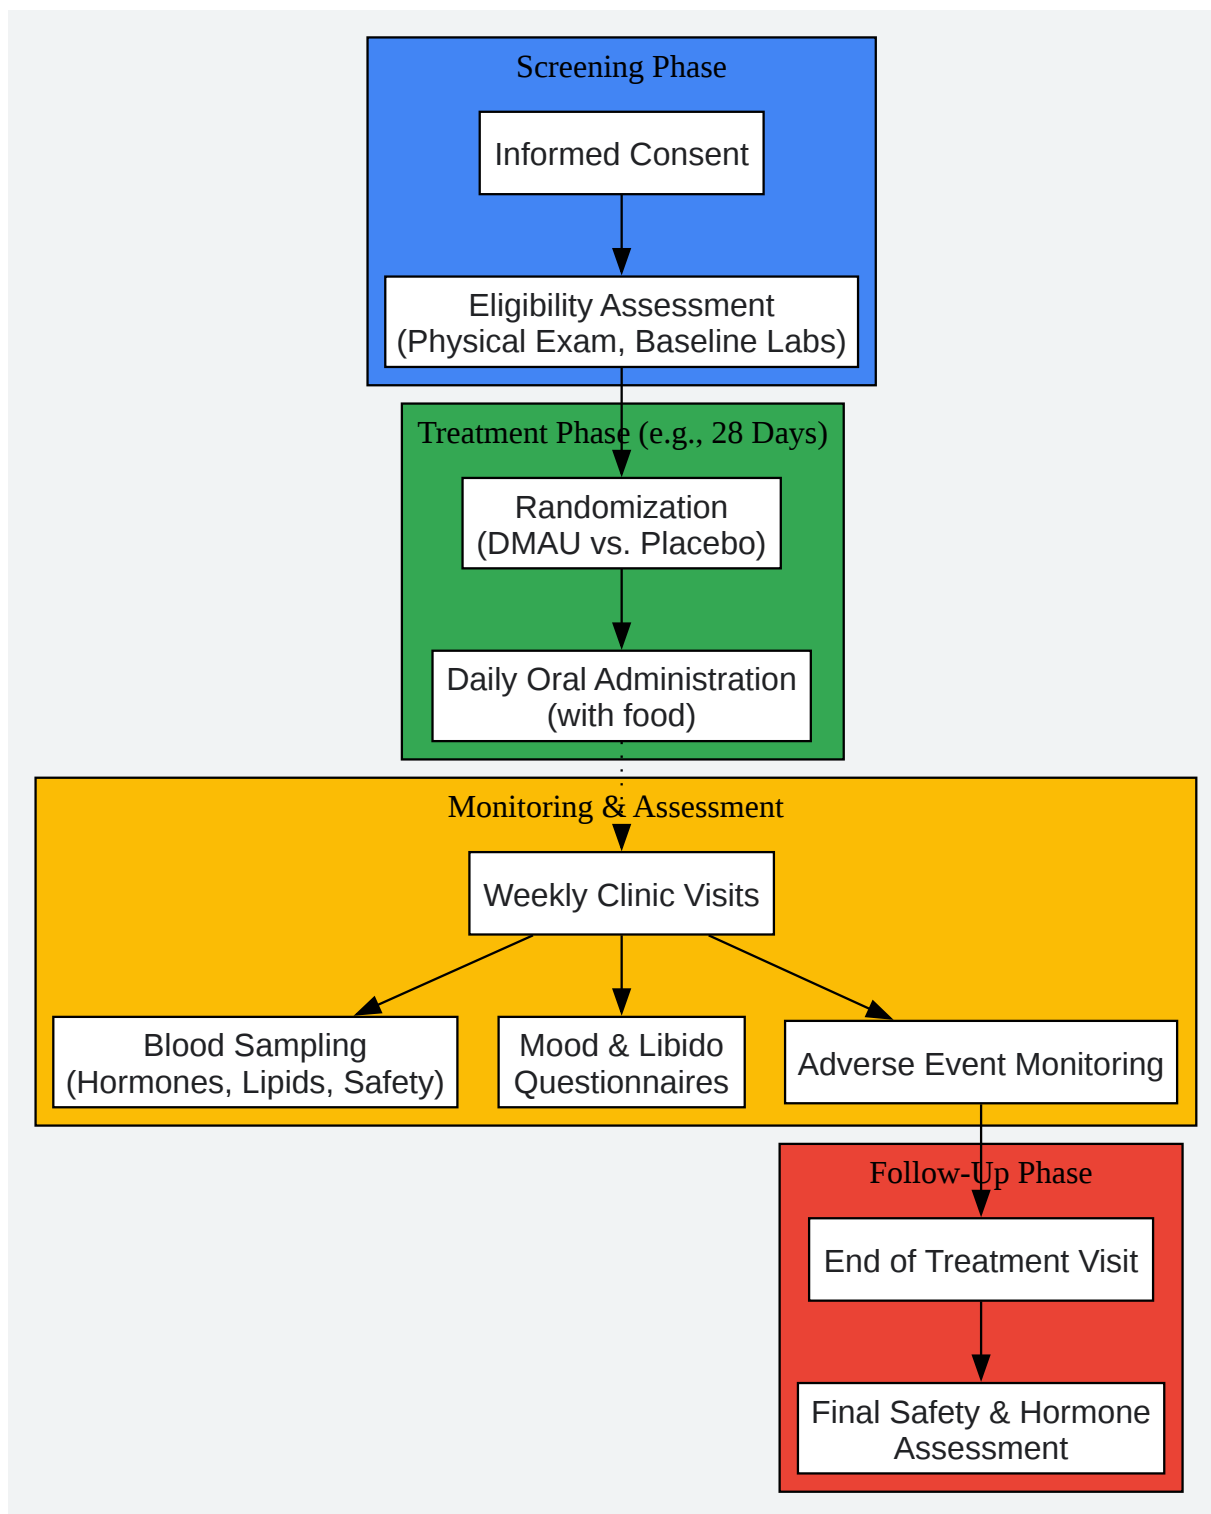 Screening Phase
Informed Consent
Eligibility Assessment
(Physical Exam, Baseline Labs)
Treatment Phase (e.g., 28 Days)
Randomization
(DMAU vs. Placebo)
Daily Oral Administration
(with food)
Monitoring & Assessment
Weekly Clinic Visits
Blood Sampling
(Hormones, Lipids, Safety)
Mood & Libido
Questionnaires
Adverse Event Monitoring
Follow-Up Phase
End of Treatment Visit
Final Safety & Hormone
Assessment